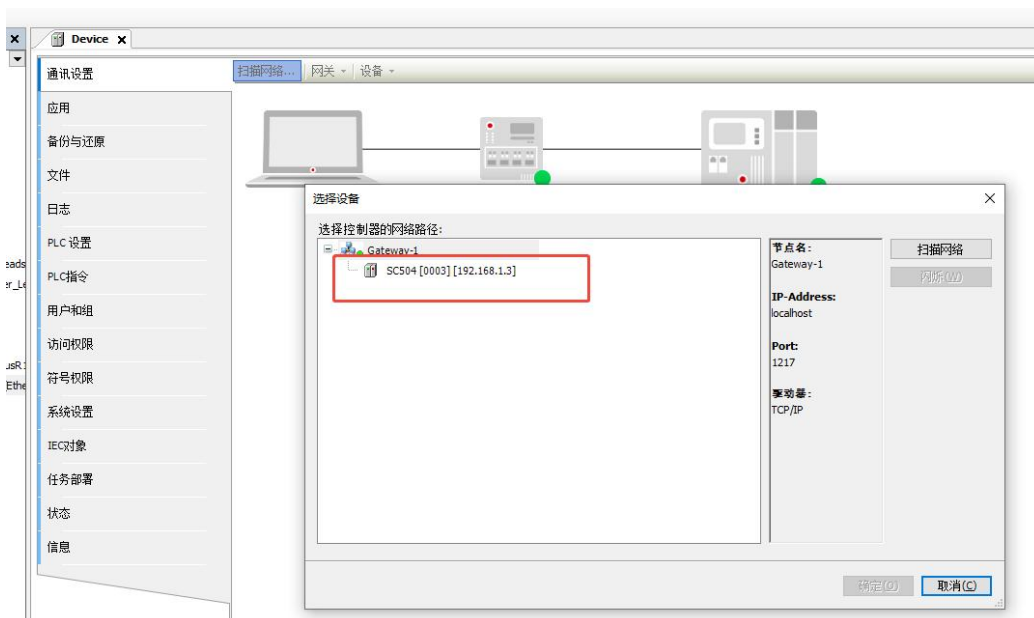 Device
通讯设置
扫描网络...
网关
设备
应用
备份与还原
文件
日志
PLC 设置
PLC指令
用户和组
访问权限
符号权限
系统设置
IEC对象
任务部署
状态
信息
选择设备
选择控制器的网络路径:
Gateway-1
SC504 [0003] [192.168.1.3]
节点名:
Gateway-1
IP-Address:
localhost
Port:
1217
驱动器:
TCP/IP
扫描网络
闪烁(W)
确定(O)
取消(C)
eads
er_Le
usR
Ethe